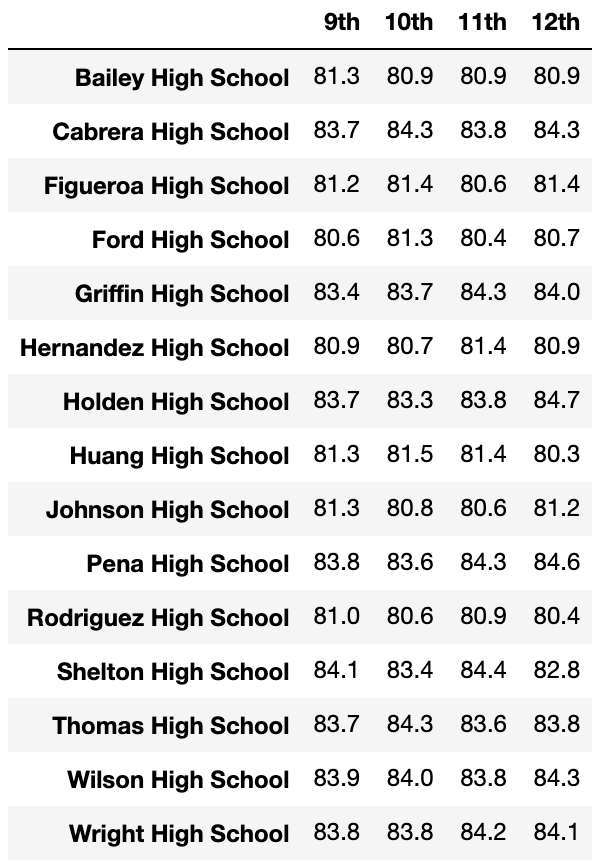 9th 10th 11th 12th
Bailey High School 81.3 80.9 80.9 80.9
Cabrera High School 83.7 84.3 83.8 84.3
Figueroa High School 81.2 81.4 80.6 81.4
Ford High School 80.6 81.3 80.4 80.7
Griffin High School 83.4 83.7 84.3 84.0
Hernandez High School 80.9 80.7 81.4 80.9
Holden High School 83.7 83.3 83.8 84.7
Huang High School 81.3 81.5 81.4 80.3
Johnson High School 81.3 80.8 80.6 81.2
Pena High School 83.8 83.6 84.3 84.6
Rodriguez High School 81.0 80.6 80.9 80.4
Shelton High School 84.1 83.4 84.4 82.8
Thomas High School 83.7 84.3 83.6 83.8
Wilson High School 83.9 84.0 83.8 84.3
Wright High School 83.8 83.8 84.2 84.1